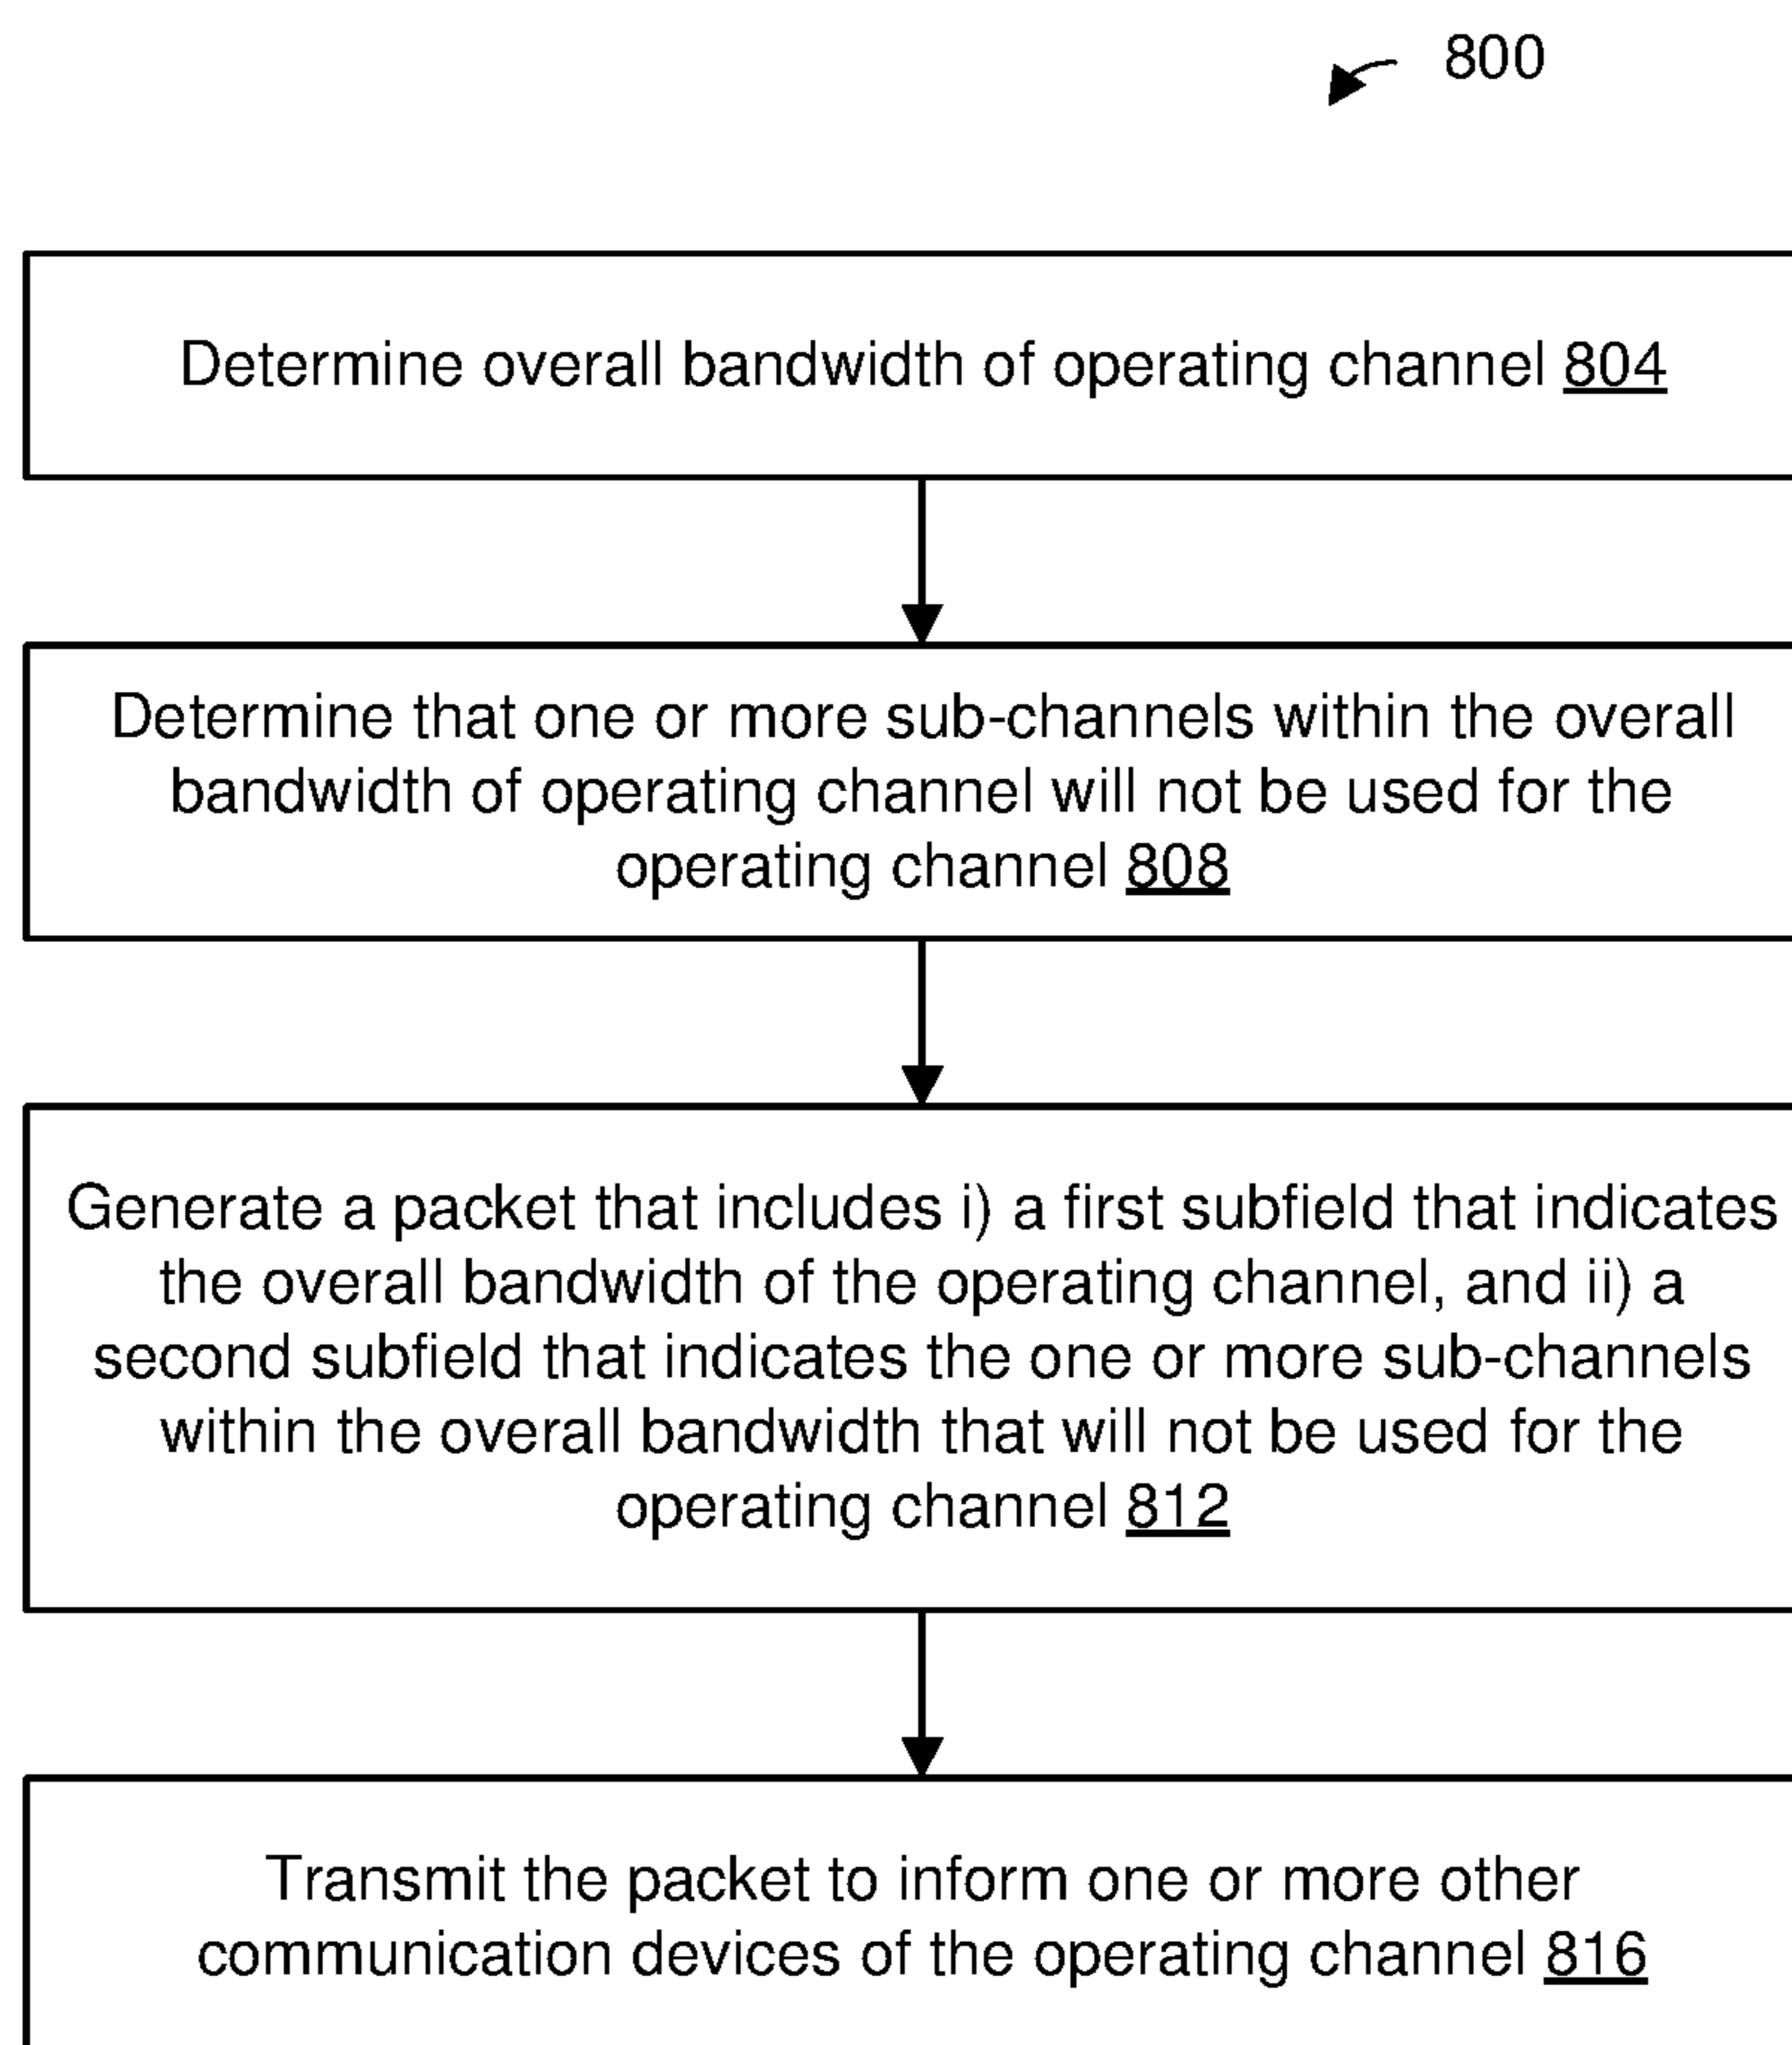 800
Determine overall bandwidth of operating channel 804
Determine that one or more sub-channels within the overall
bandwidth of operating channel will not be used for the
operating channel 808
Generate a packet that includes i) a first subfield that indicates
the overall bandwidth of the operating channel, and ii) a
second subfield that indicates the one or more sub-channels
within the overall bandwidth that will not be used for the
operating channel 812
Transmit the packet to inform one or more other
communication devices of the operating channel 816